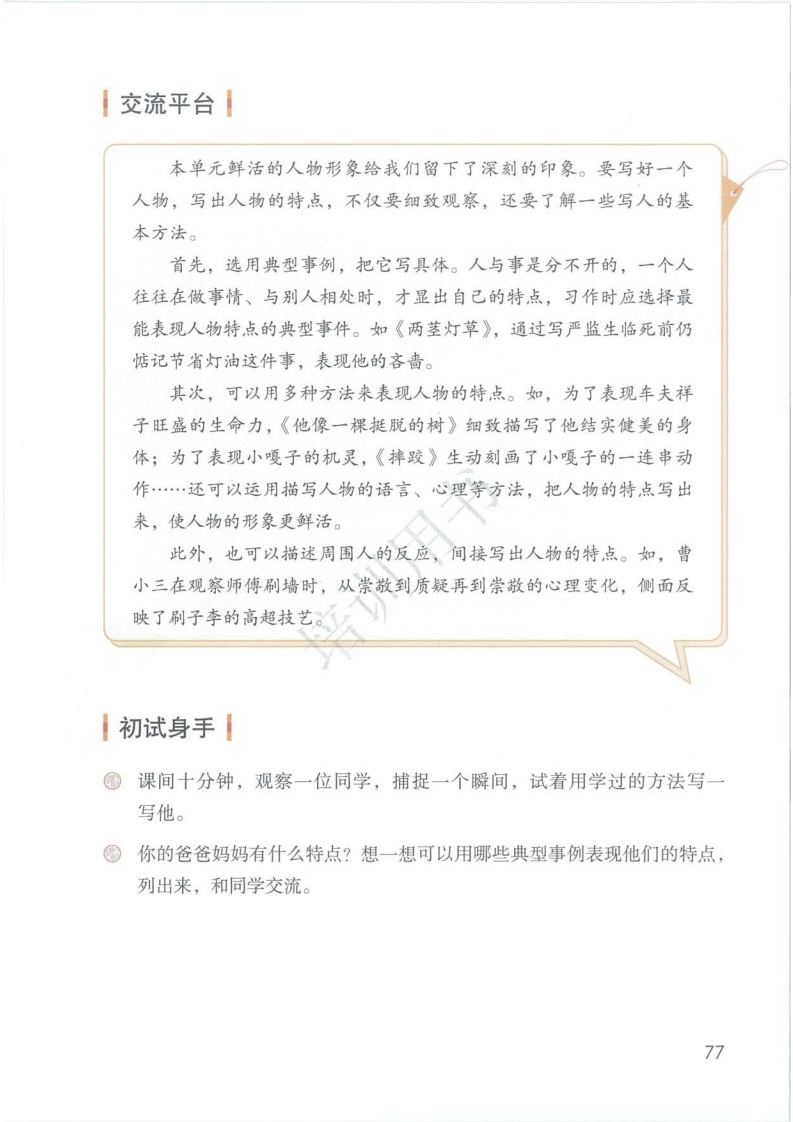 交流平台
本单元鲜活的人物形象给我们留下了深刻的印象。要写好一个
人物，写出人物的特点，不仅要细致观察，还要了解一些写人的基
本方法。
首先，选用典型事例，把它写具体。人与事是分不开的，一个人
往往在做事情、与别人相处时，才显出自己的特点，习作时应选择最
能表现人物特点的典型事件。如《两茎灯草》，通过写严监生临死前仍
惦记节省灯油这件事，表现他的吝啬。
其次，可以用多种方法来表现人物的特点。如，为了表现车夫祥
子旺盛的生命力，《他像一棵挺脱的树》细致描写了他结实健美的身
体；为了表现小嘎子的机灵，《摔跤》生动刻画了小嘎子的一连串动
作……还可以运用描写人物的语言、心理等方法，把人物的特点写出
来，使人物的形象更鲜活。
此外，也可以描述周围人的反应，间接写出人物的特点。如，曹
小三在观察师傅刷墙时，从崇敬到质疑再到崇敬的心理变化，侧面反
映了刷子李的高超技艺。
培训用书
初试身手
课间十分钟，观察一位同学，捕捉一个瞬间，试着用学过的方法写一
写他。
你的爸爸妈妈有什么特点？想一想可以用哪些典型事例表现他们的特点，
列出来，和同学交流。
77